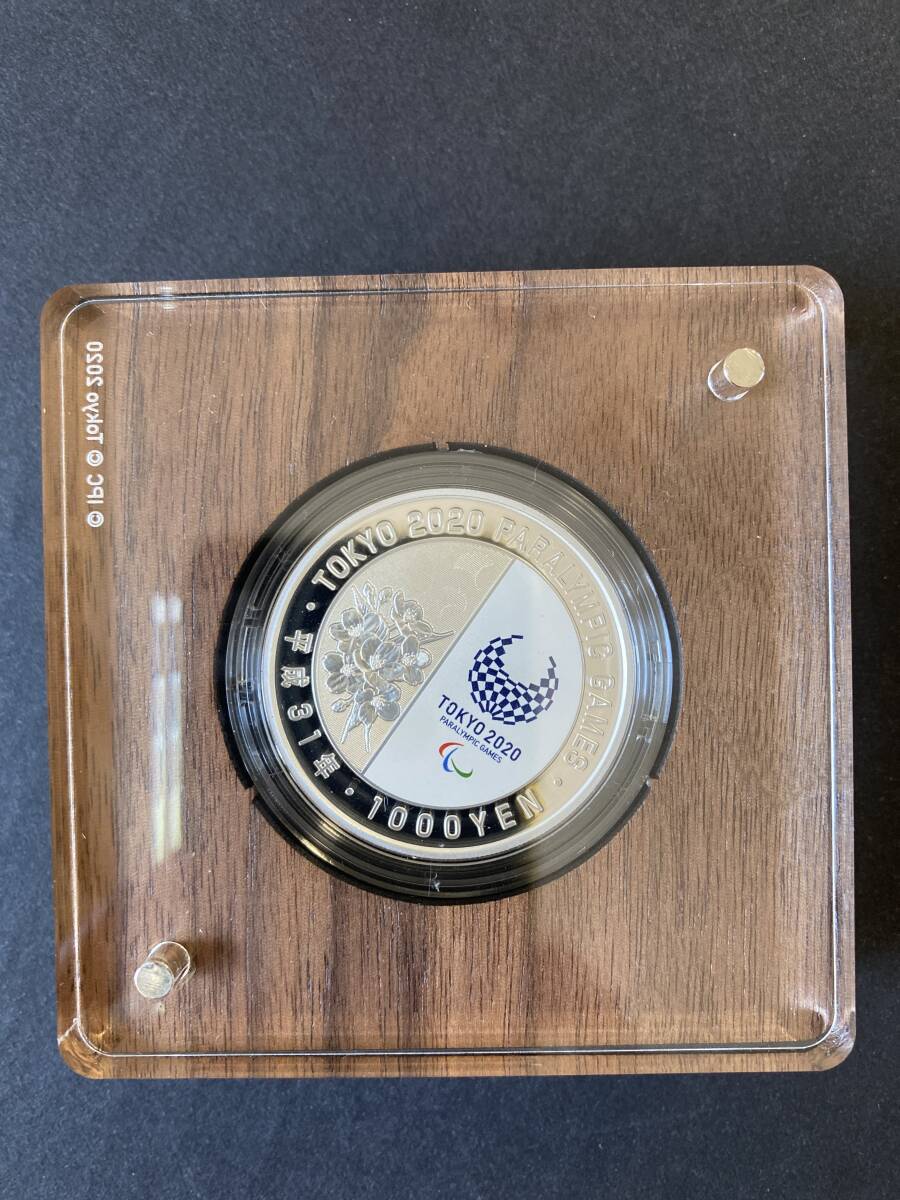 © IPC © Tokyo 2020
TOKYO 2020 PARALYMPIC GAMES
平成31年
1000YEN
TOKYO 2020
PARALYMPIC GAMES